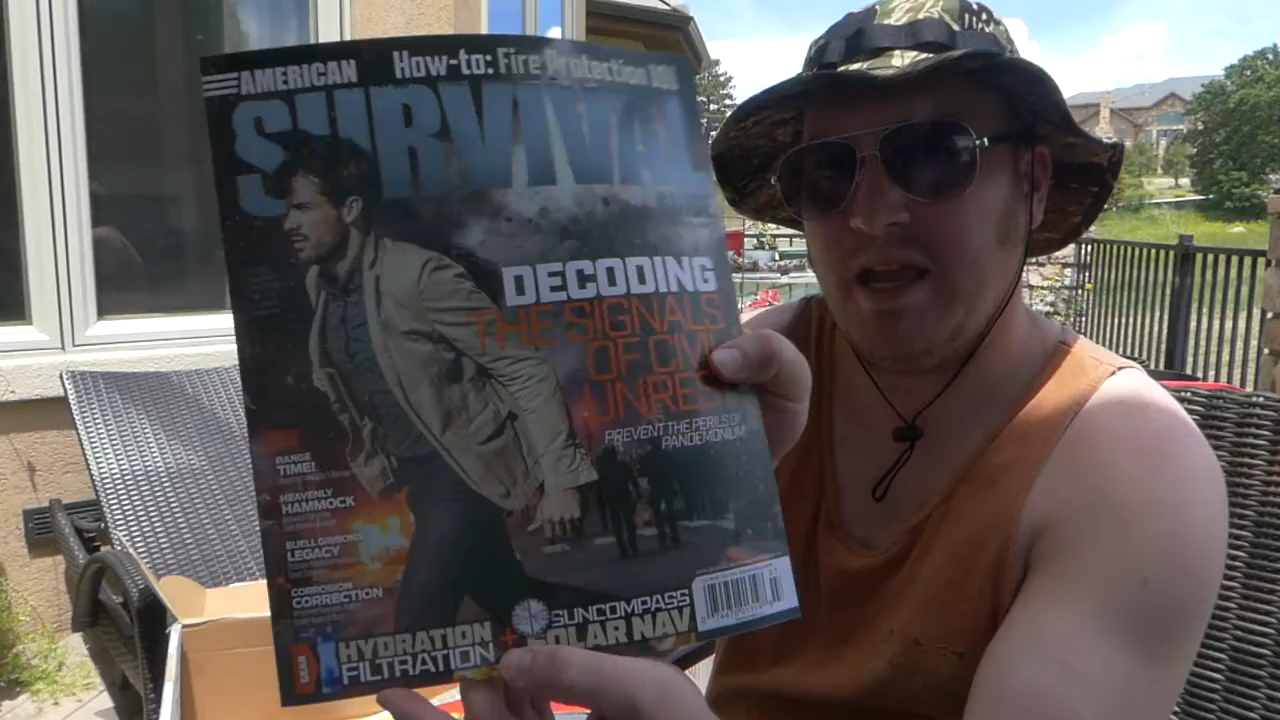 AMERICAN
How-to: Fire Protection 101
SURVIVAL
DECODING
THE SIGNALS
OF CIVIL
UNREST
PREVENT THE PERILS OF
PANDEMONIUM
RANGE
TIME!
HEAVENLY
HAMMOCK
EUELL GIBBONS'
LEGACY
CORROSION
CORRECTION
GEAR
HYDRATION
FILTRATION
+
SUNCOMPASS
SOLAR NAV